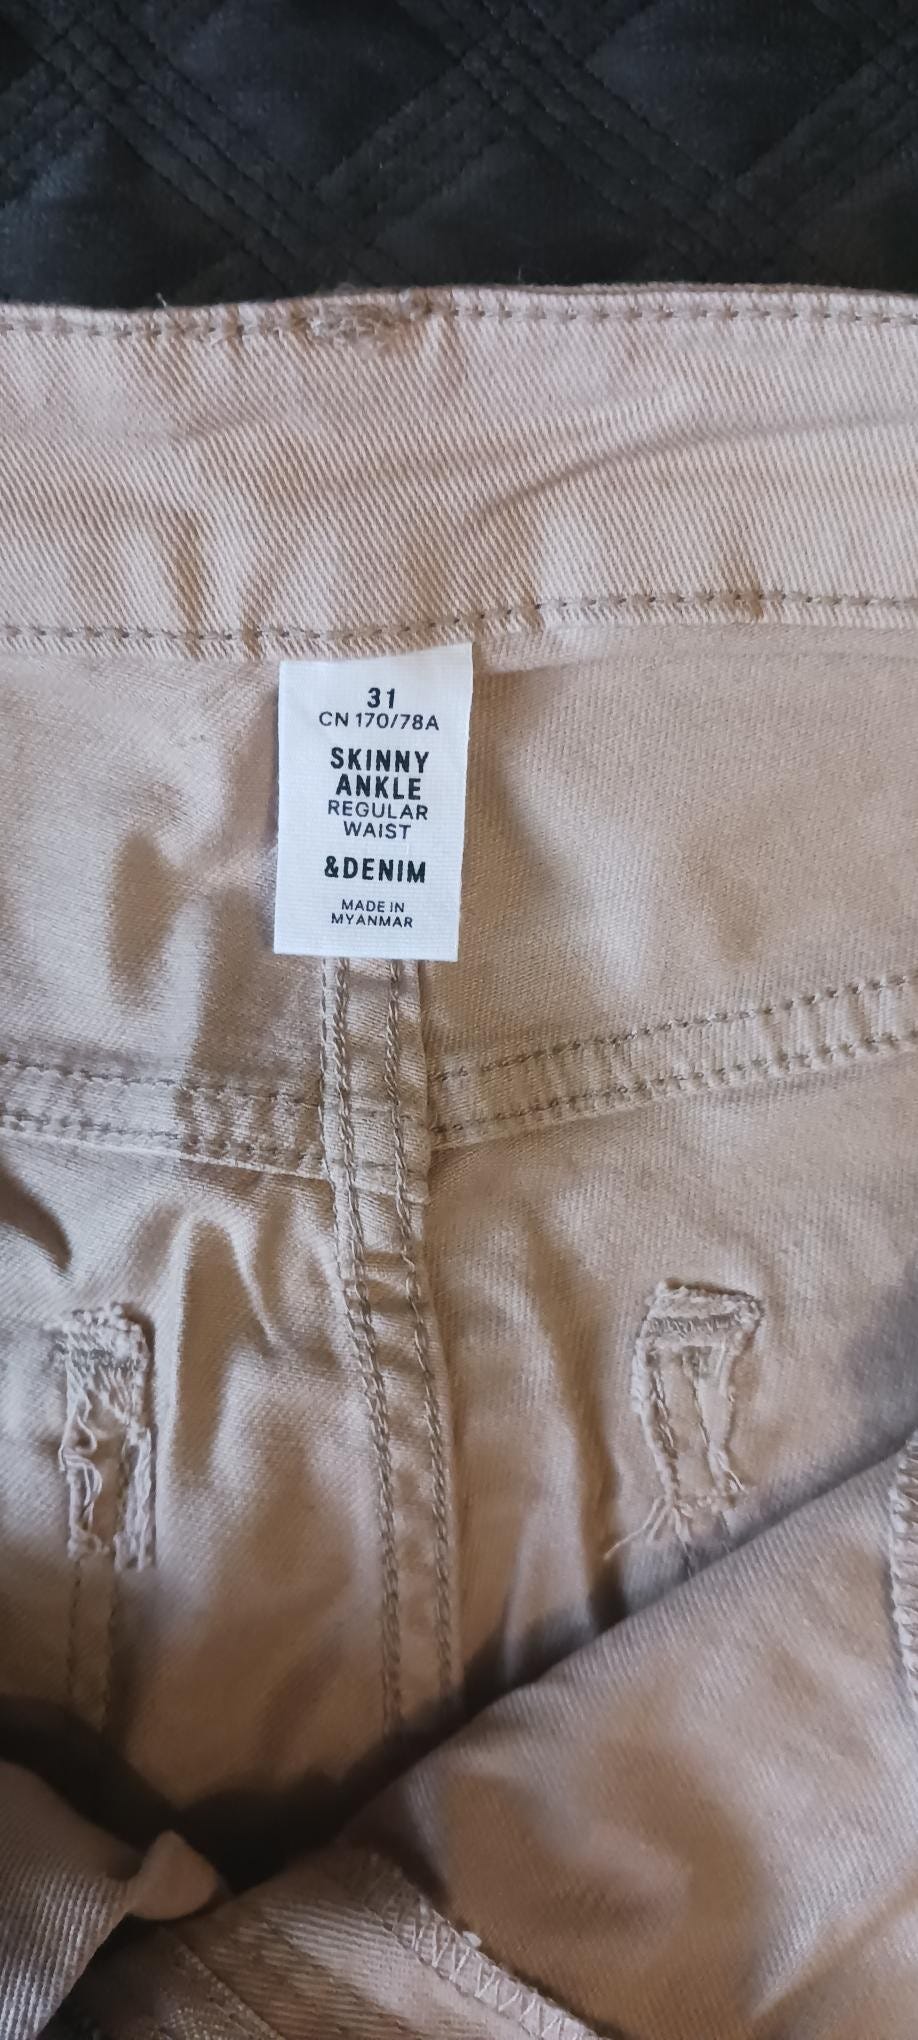 31
CN 170/78A
SKINNY
ANKLE
REGULAR
WAIST
&DENIM
MADE IN
MYANMAR